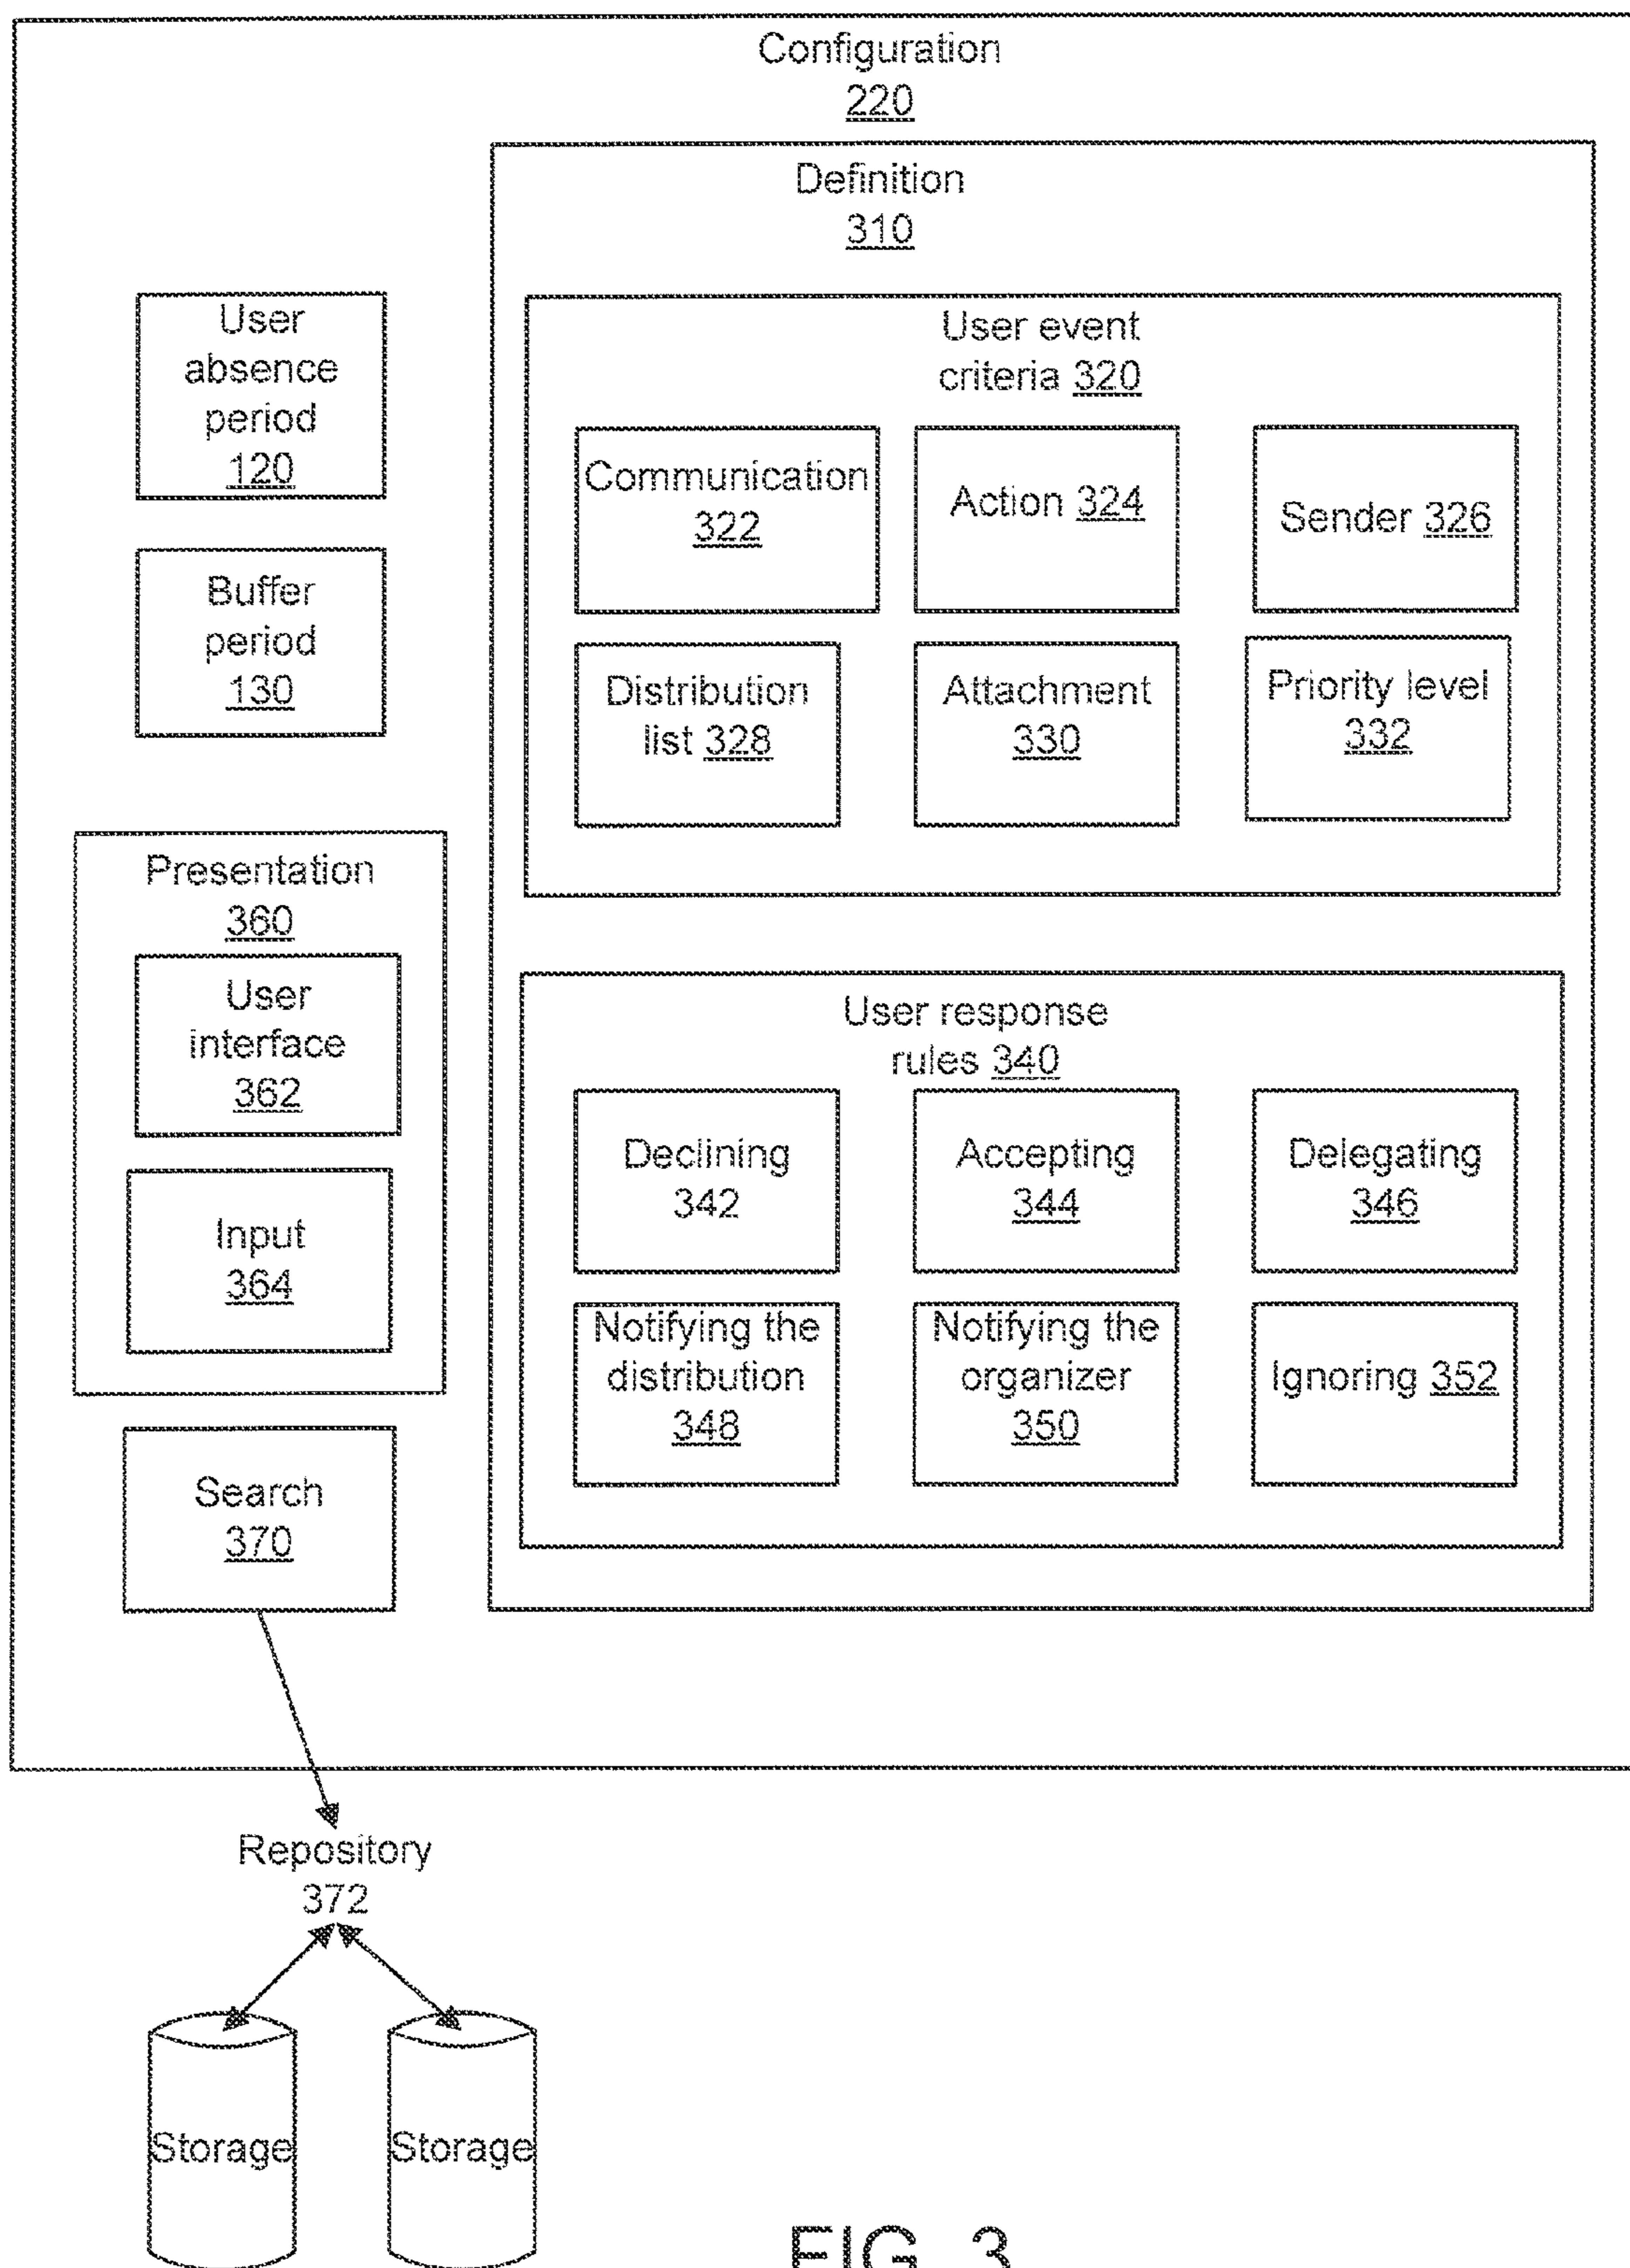 Configuration
220
Definition
310
User
absence
period
120
Buffer
period
130
User event
criteria 320
Communication
322
Action 324
Sender 326
Distribution
list 328
Attachment
330
Priority level
332
Presentation
360
User
interface
362
Input
364
Search
370
User response
rules 340
Declining
342
Accepting
344
Delegating
346
Notifying the
distribution
348
Notifying the
organizer
350
Ignoring 352
Repository
372
Storage
Storage
FIG. 3